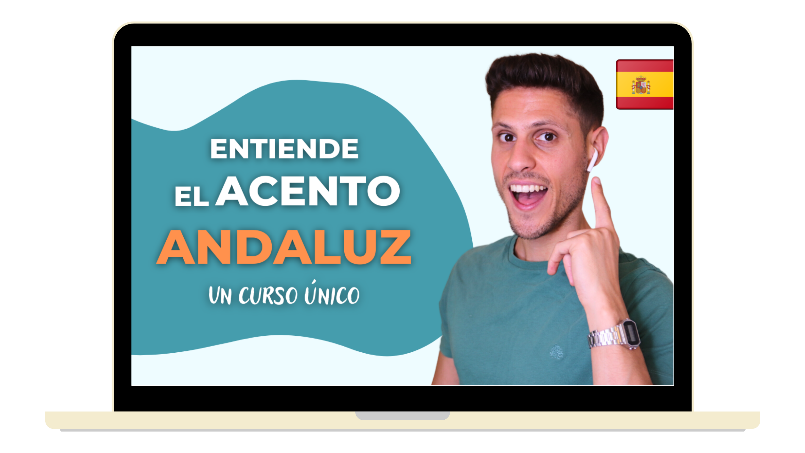 ENTIENDE
EL ACENTO
ANDALUZ
UN CURSO ÚNICO